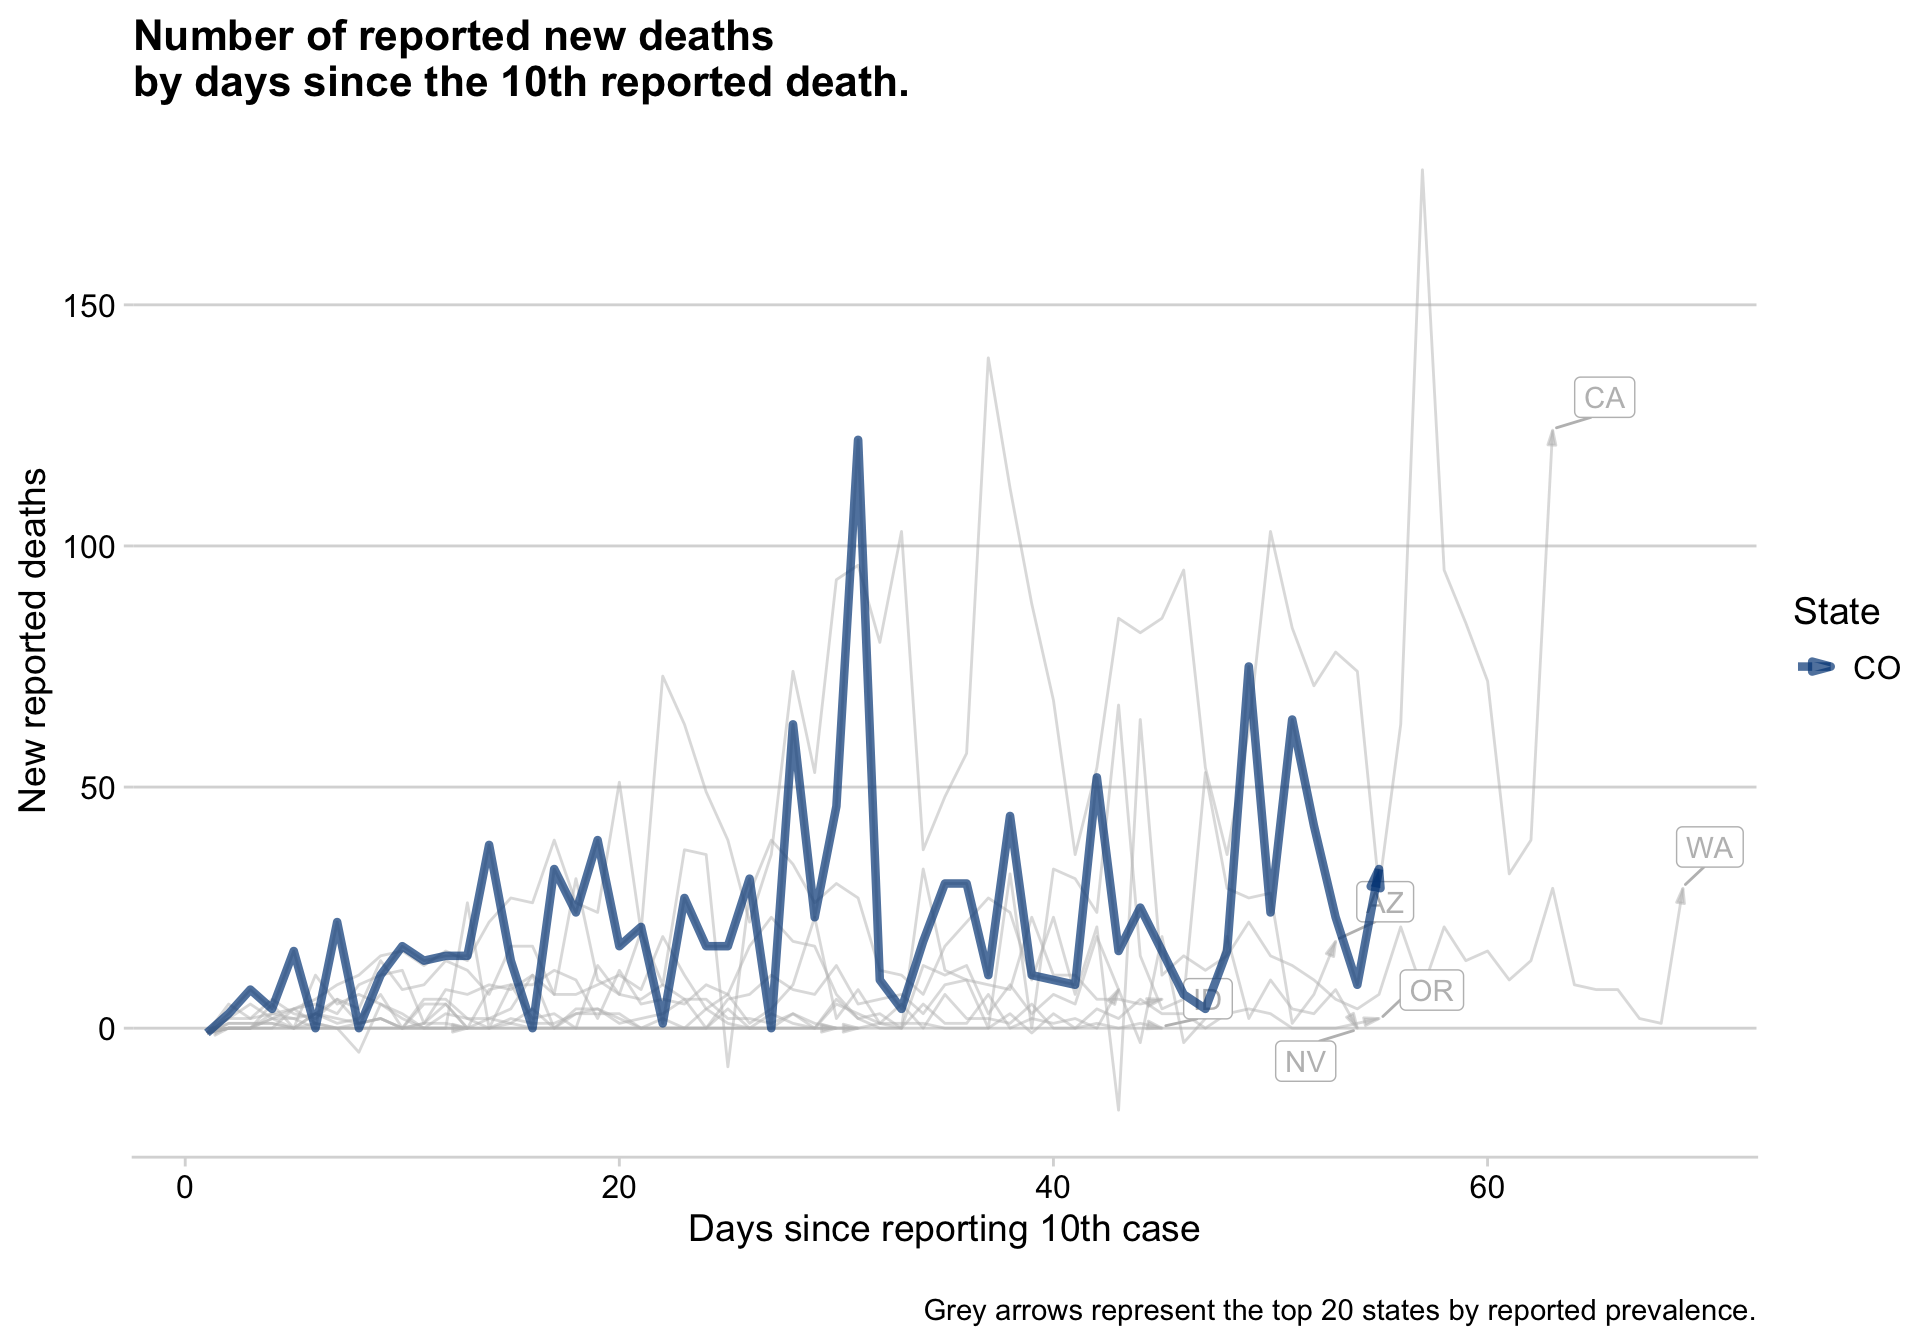 Number of reported new deaths
by days since the 10th reported death.
150
100
50
0
New reported deaths
CA
WA
AZ
OR
ID
NV
State
CO
0 20 40 60
Days since reporting 10th case
Grey arrows represent the top 20 states by reported prevalence.